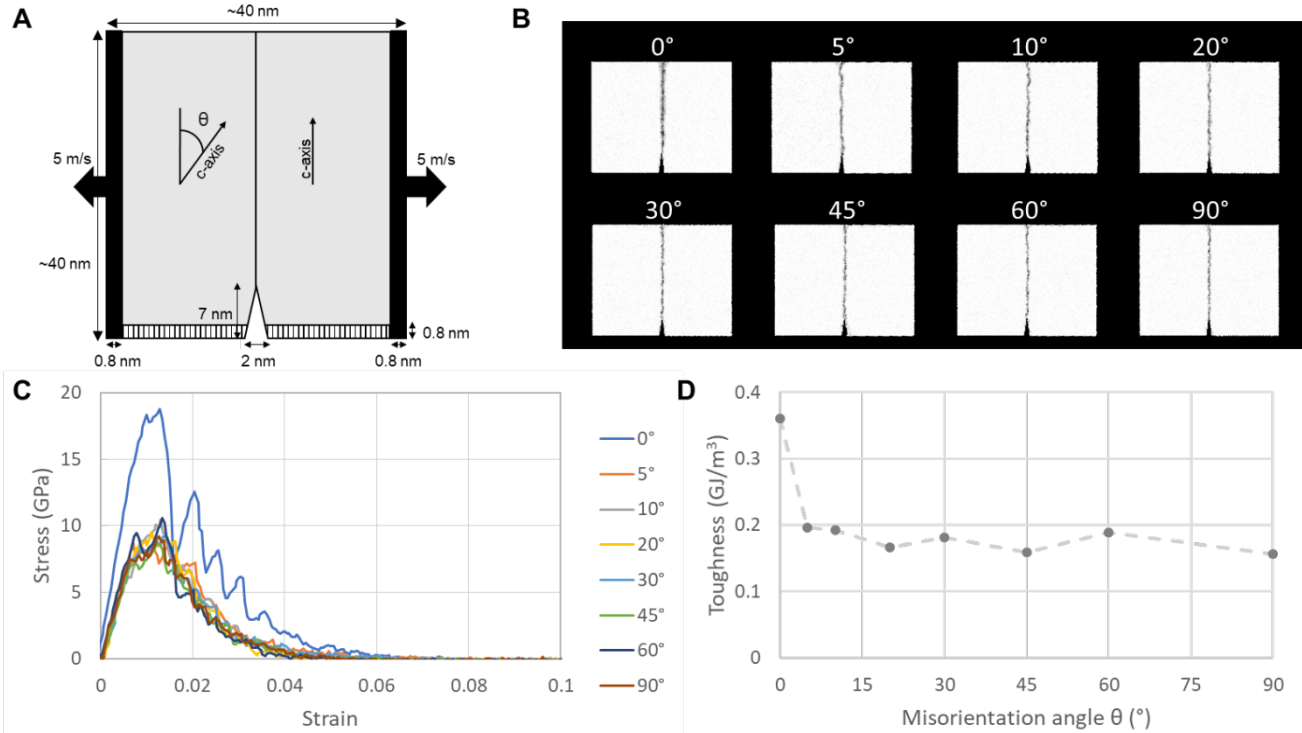 A
~40 nm
θ
c-axis
c-axis
5 m/s
5 m/s
~40 nm
7 nm
0.8 nm
0.8 nm
2 nm
0.8 nm
B
0°
5°
10°
20°
30°
45°
60°
90°
C
20
15
10
5
0
Stress (GPa)
0
0.02
0.04
0.06
0.08
0.1
Strain
0°
5°
10°
20°
30°
45°
60°
90°
D
0.4
0.3
0.2
0.1
0
Toughness (GJ/m³)
0
15
30
45
60
75
90
Misorientation angle θ (°)